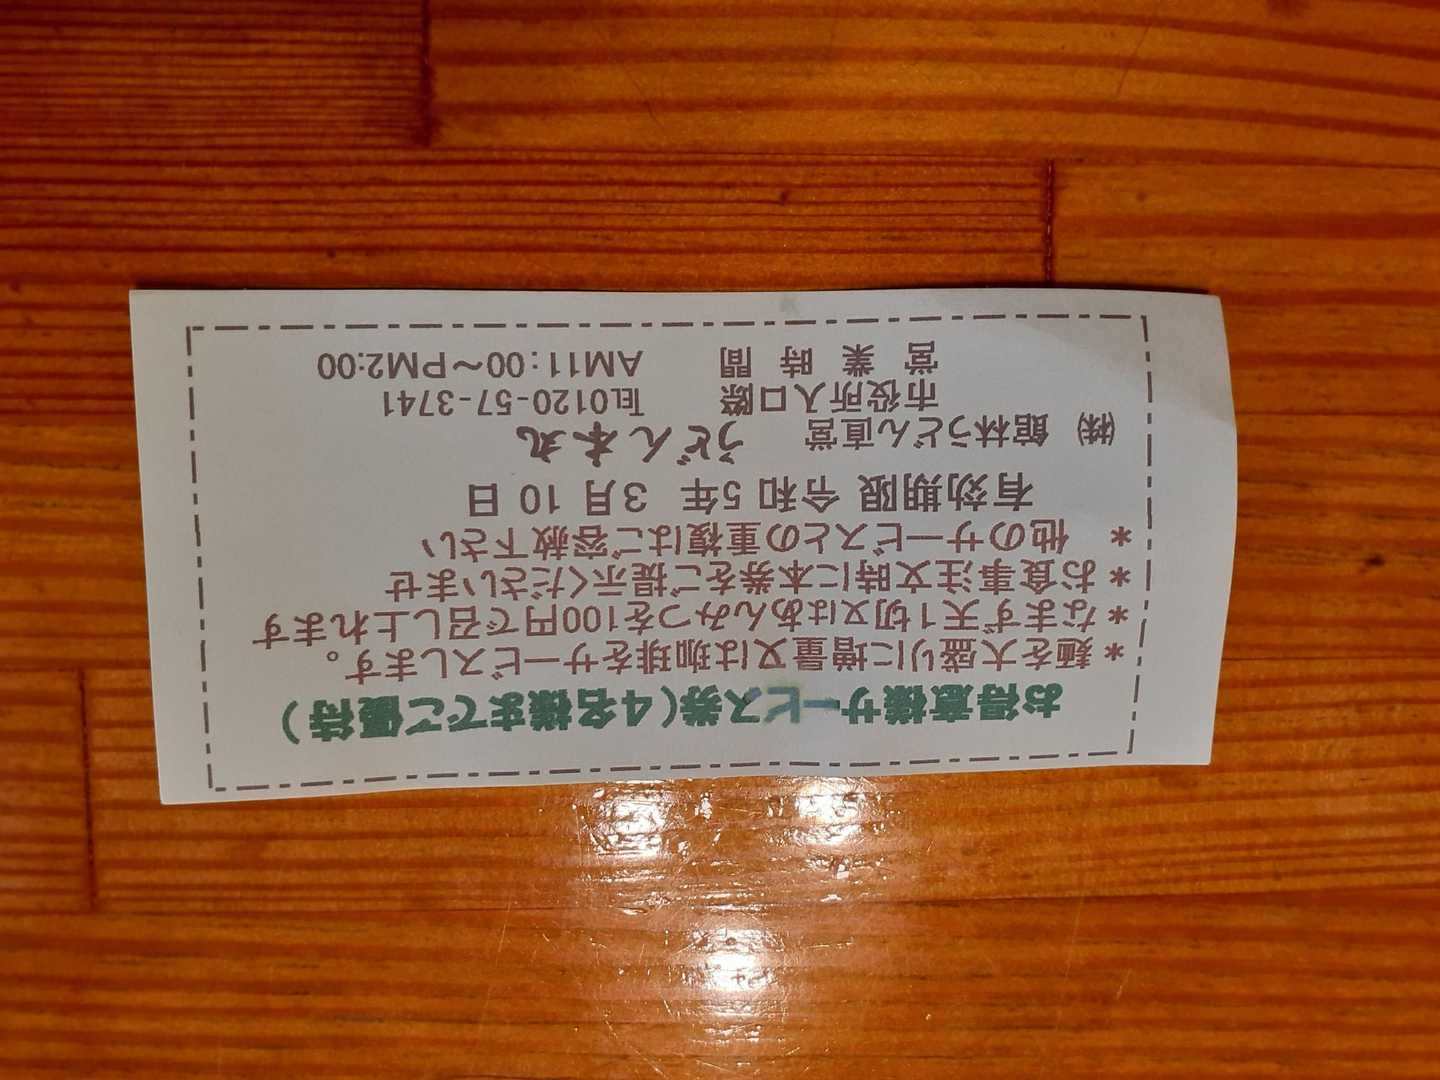 お得意様サービス券(4名様までご優待)
*麺を大盛りに増量又は珈琲をサービスします。
*なまず天1切又はあんみつを100円で召し上れます
*お食事注文時に本券をご提示くださいませ
* 他のサービスとの重複はご容赦下さい
有効期限 令和5年 3月10日
㈱ 館林うどん直営 うどん本丸
市役所入口際 ℡0120-57-3741
営業時間 AM11:00~PM2:00